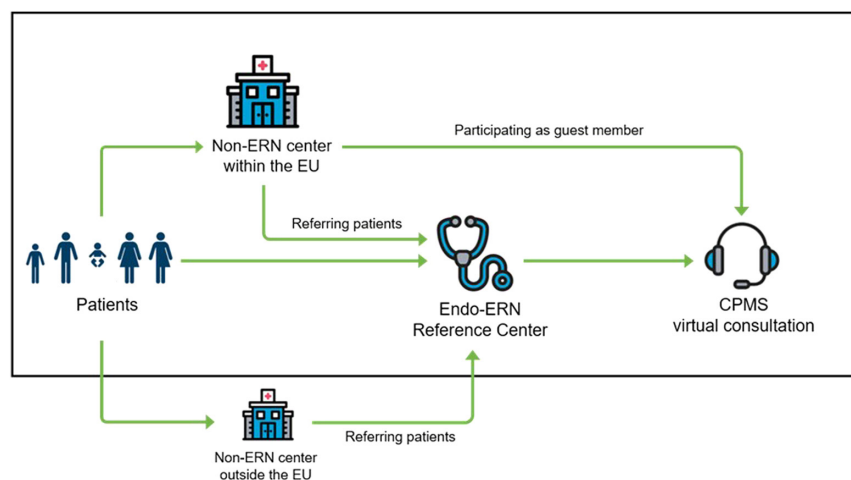 Non-ERN center
within the EU
Participating as guest member
Referring patients
Patients
Endo-ERN
Reference Center
CPMS
virtual consultation
Referring patients
Non-ERN center
outside the EU